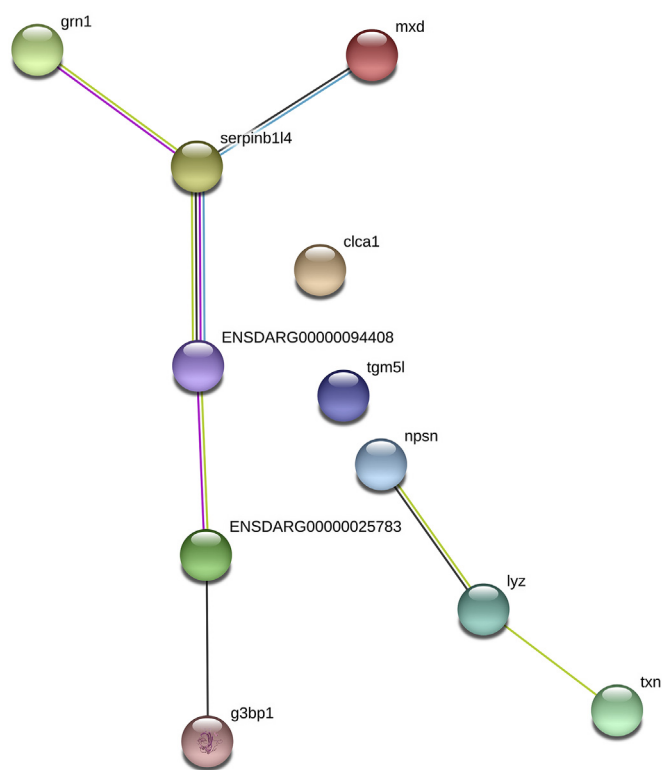 grn1
mxd
serpinb1l4
clca1
ENSDARG00000094408
tgm5l
npsn
ENSDARG00000025783
lyz
txn
g3bp1